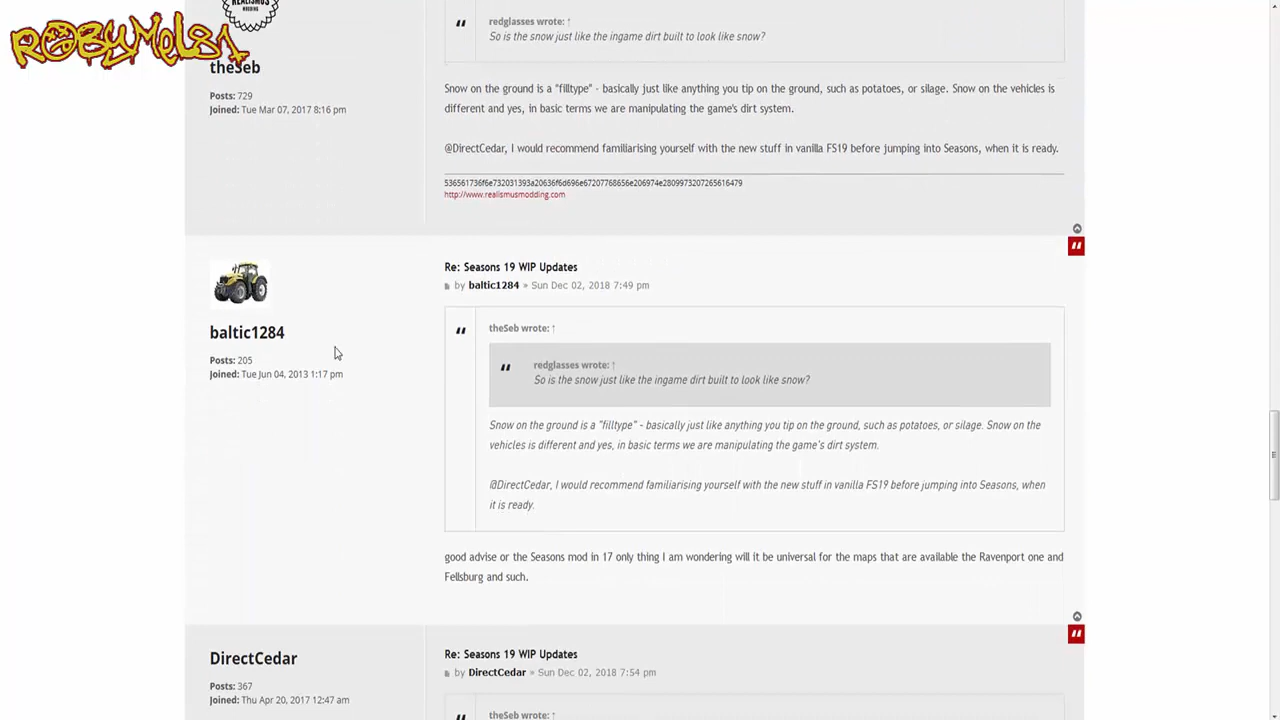 REALISMUS
MODDING
ROBYMEL81
theSeb
Posts: 729
Joined: Tue Mar 07, 2017 8:16 pm
redglasses wrote: ↑
So is the snow just like the ingame dirt built to look like snow?
Snow on the ground is a "filltype" - basically just like anything you tip on the ground, such as potatoes, or silage. Snow on the vehicles is
different and yes, in basic terms we are manipulating the game's dirt system.
@DirectCedar, I would recommend familiarising yourself with the new stuff in vanilla FS19 before jumping into Seasons, when it is ready.
http://www.realismusmodding.com
baltic1284
Posts: 205
Joined: Tue Jun 04, 2013 1:17 pm
Re: Seasons 19 WIP Updates
by baltic1284 » Sun Dec 02, 2018 7:49 pm
theSeb wrote: ↑
redglasses wrote: ↑
So is the snow just like the ingame dirt built to look like snow?
Snow on the ground is a "filltype" - basically just like anything you tip on the ground, such as potatoes, or silage. Snow on the
vehicles is different and yes, in basic terms we are manipulating the game's dirt system.
@DirectCedar, I would recommend familiarising yourself with the new stuff in vanilla FS19 before jumping into Seasons, when
it is ready.
good advise or the Seasons mod in 17 only thing I am wondering will it be universal for the maps that are available the Ravenport one and
Fellsburg and such.
DirectCedar
Posts: 367
Joined: Thu Apr 20, 2017 12:47 am
Re: Seasons 19 WIP Updates
by DirectCedar » Sun Dec 02, 2018 7:54 pm
theSeb wrote: ↑